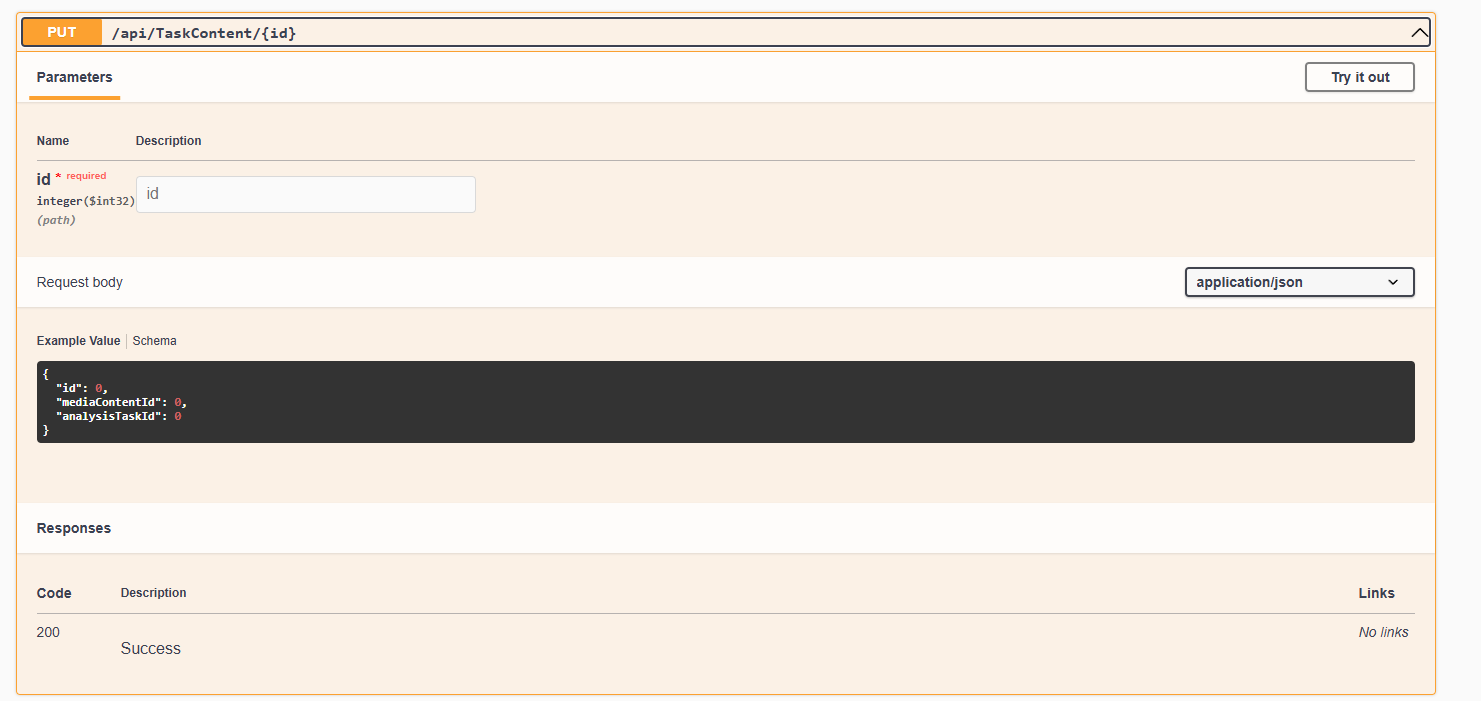 PUT /api/TaskContent/{id}
Parameters
Try it out
Name Description
id * required
integer($int32)
(path)
id
Request body
application/json
Example Value Schema
{
  "id": 0,
  "mediaContentId": 0,
  "analysisTaskId": 0
}
Responses
Code Description Links
200
Success
No links